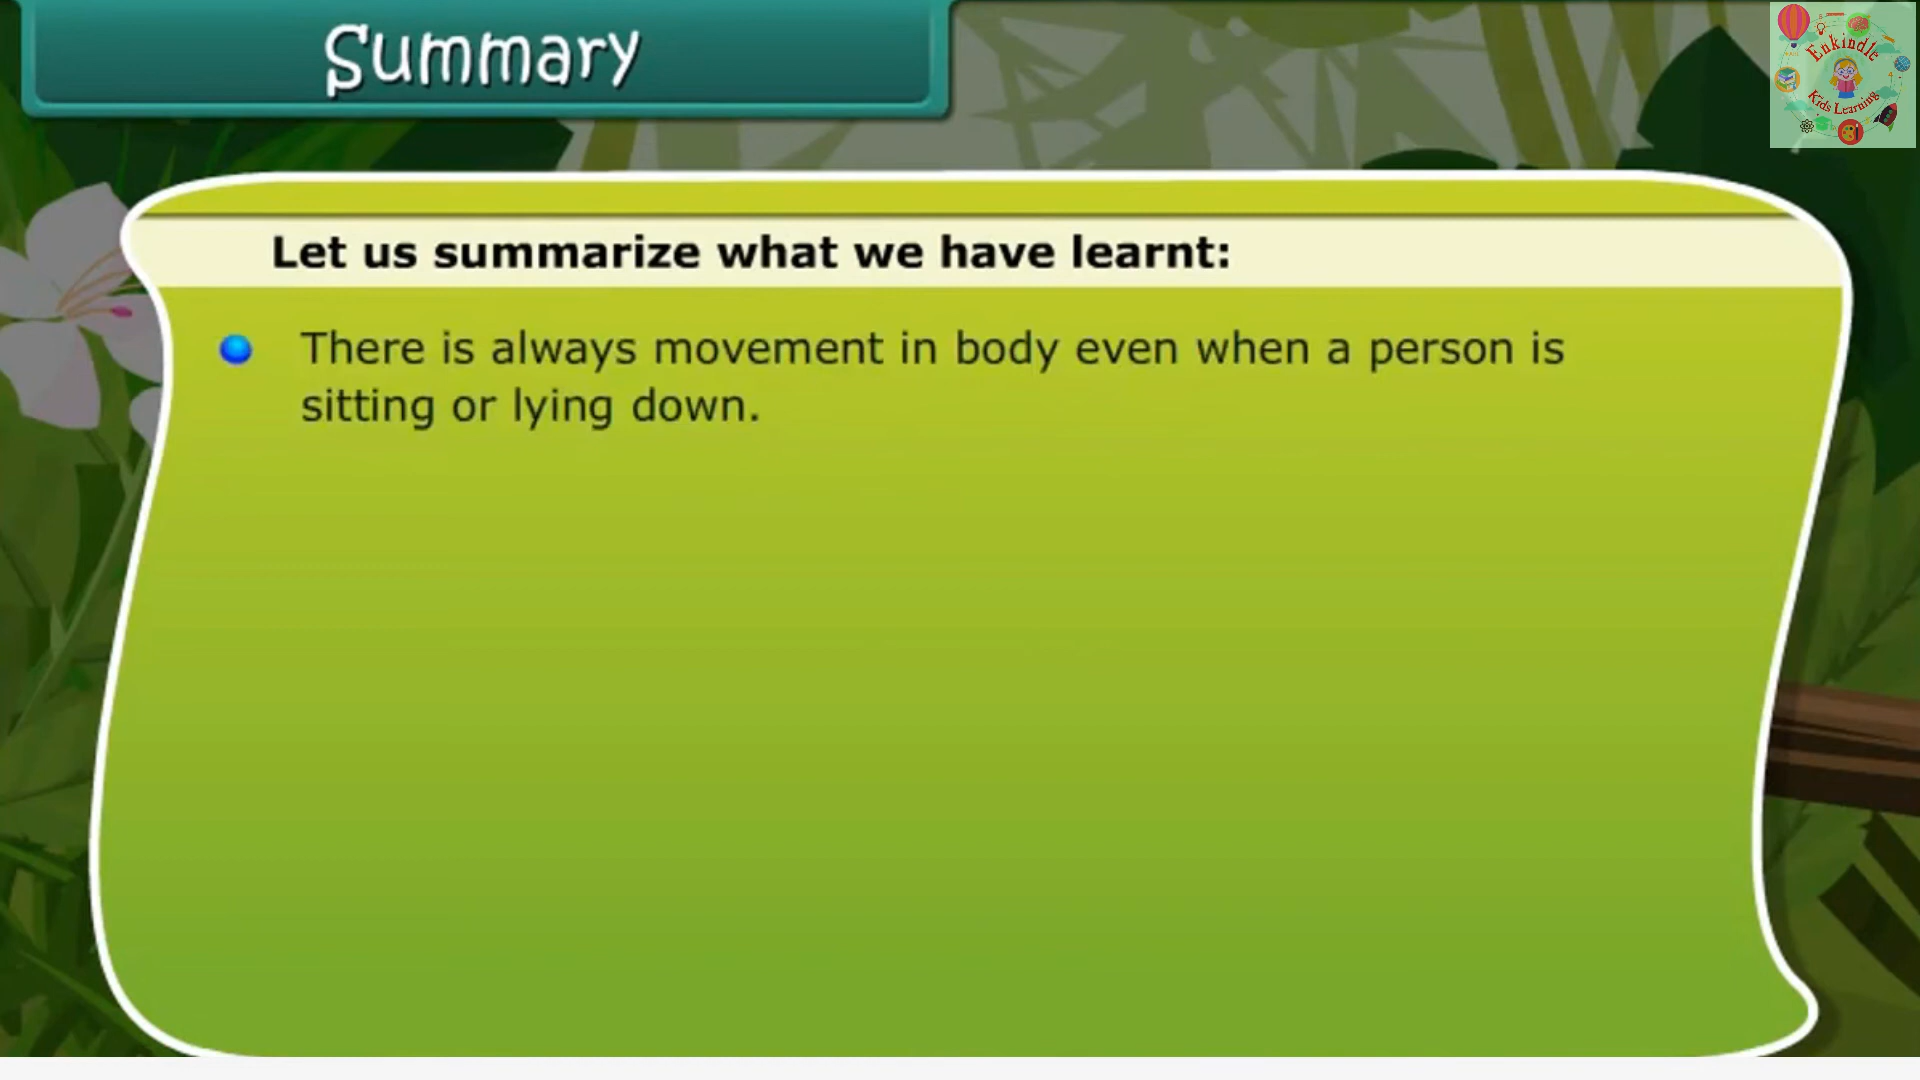 Summary
Enkindle
Kids Learning
Let us summarize what we have learnt:
There is always movement in body even when a person is
sitting or lying down.